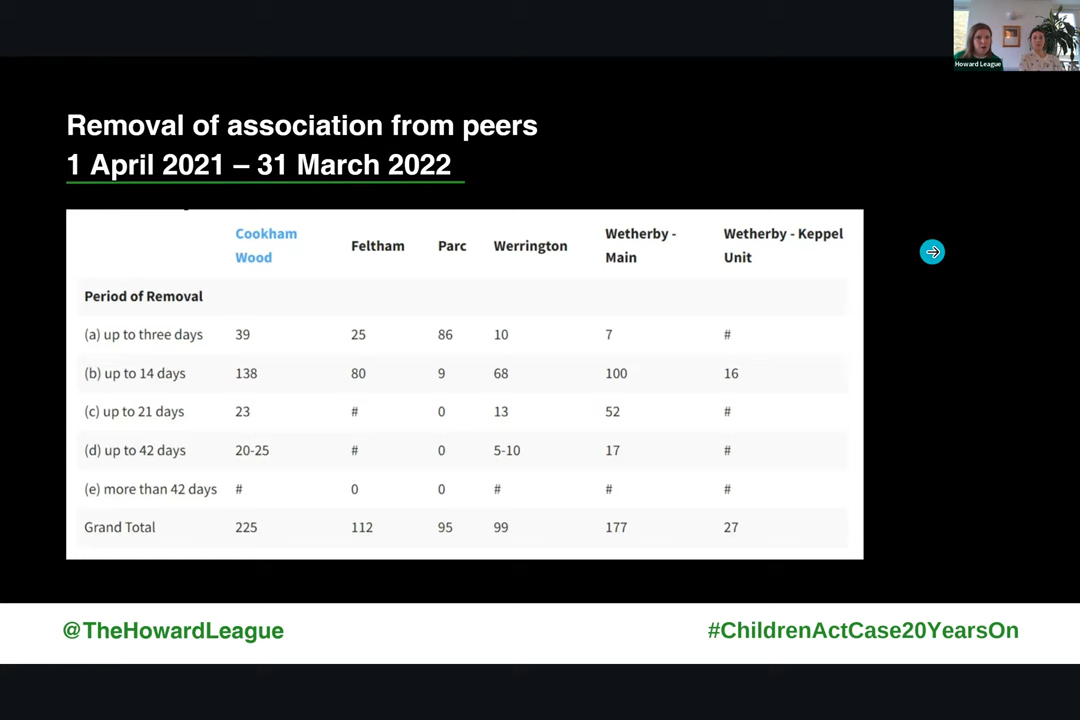 Howard League
Removal of association from peers
1 April 2021 – 31 March 2022
Cookham Wood Feltham Parc Werrington Wetherby - Main Wetherby - Keppel Unit
Period of Removal
(a) up to three days 39 25 86 10 7 #
(b) up to 14 days 138 80 9 68 100 16
(c) up to 21 days 23 # 0 13 52 #
(d) up to 42 days 20-25 # 0 5-10 17 #
(e) more than 42 days # 0 0 # # #
Grand Total 225 112 95 99 177 27
@TheHowardLeague #ChildrenActCase20YearsOn